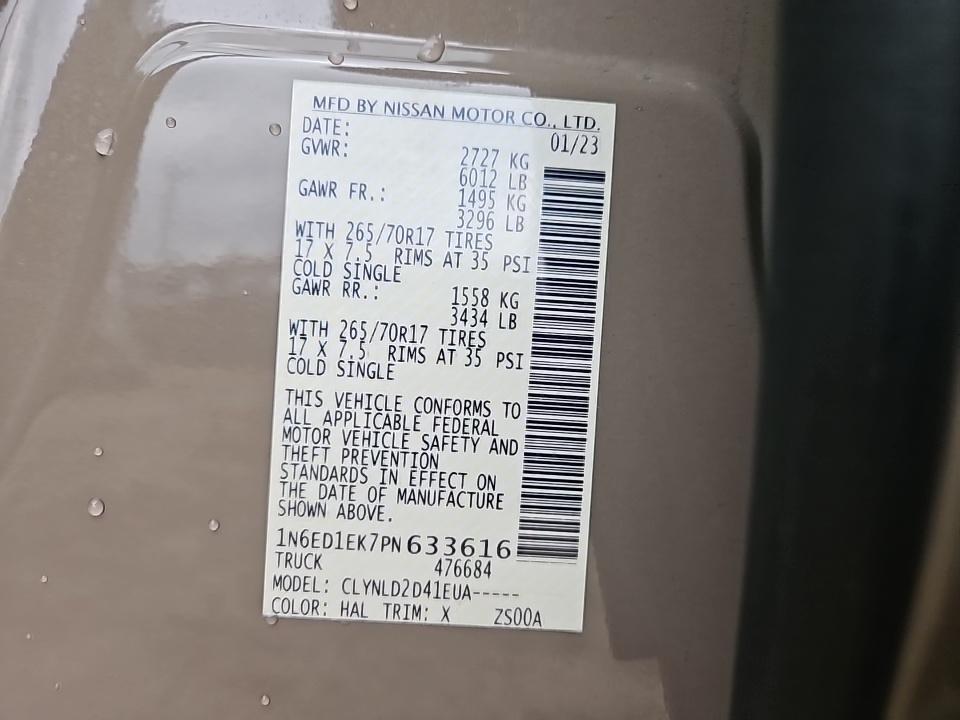 MFD BY NISSAN MOTOR CO., LTD.
DATE: 01/23
GVWR: 2727 KG
6012 LB
GAWR FR.: 1495 KG
3296 LB
WITH 265/70R17 TIRES
17 X 7.5 RIMS AT 35 PSI
COLD SINGLE
GAWR RR.: 1558 KG
3434 LB
WITH 265/70R17 TIRES
17 X 7.5 RIMS AT 35 PSI
COLD SINGLE
THIS VEHICLE CONFORMS TO
ALL APPLICABLE FEDERAL
MOTOR VEHICLE SAFETY AND
THEFT PREVENTION
STANDARDS IN EFFECT ON
THE DATE OF MANUFACTURE
SHOWN ABOVE.
1N6ED1EK7PN633616
TRUCK 476684
MODEL: CLYNLD2D41EUA-----
COLOR: HAL TRIM: X ZS00A